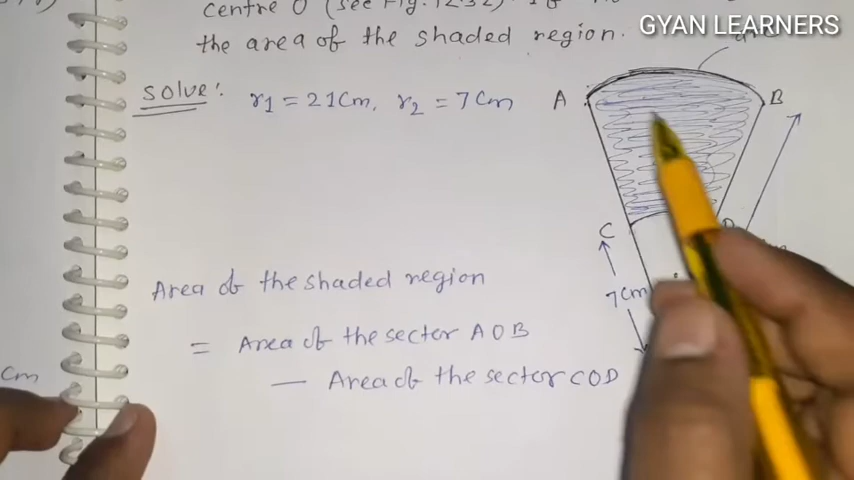 centre O (see Fig. 12.32). If
the area of the shaded region.
GYAN LEARNERS
Solve:
r1 = 21cm, r2 = 7cm
A
B
C
D
7cm
Area of the shaded region
= Area of the sector AOB
— Area of the sector COD
cm